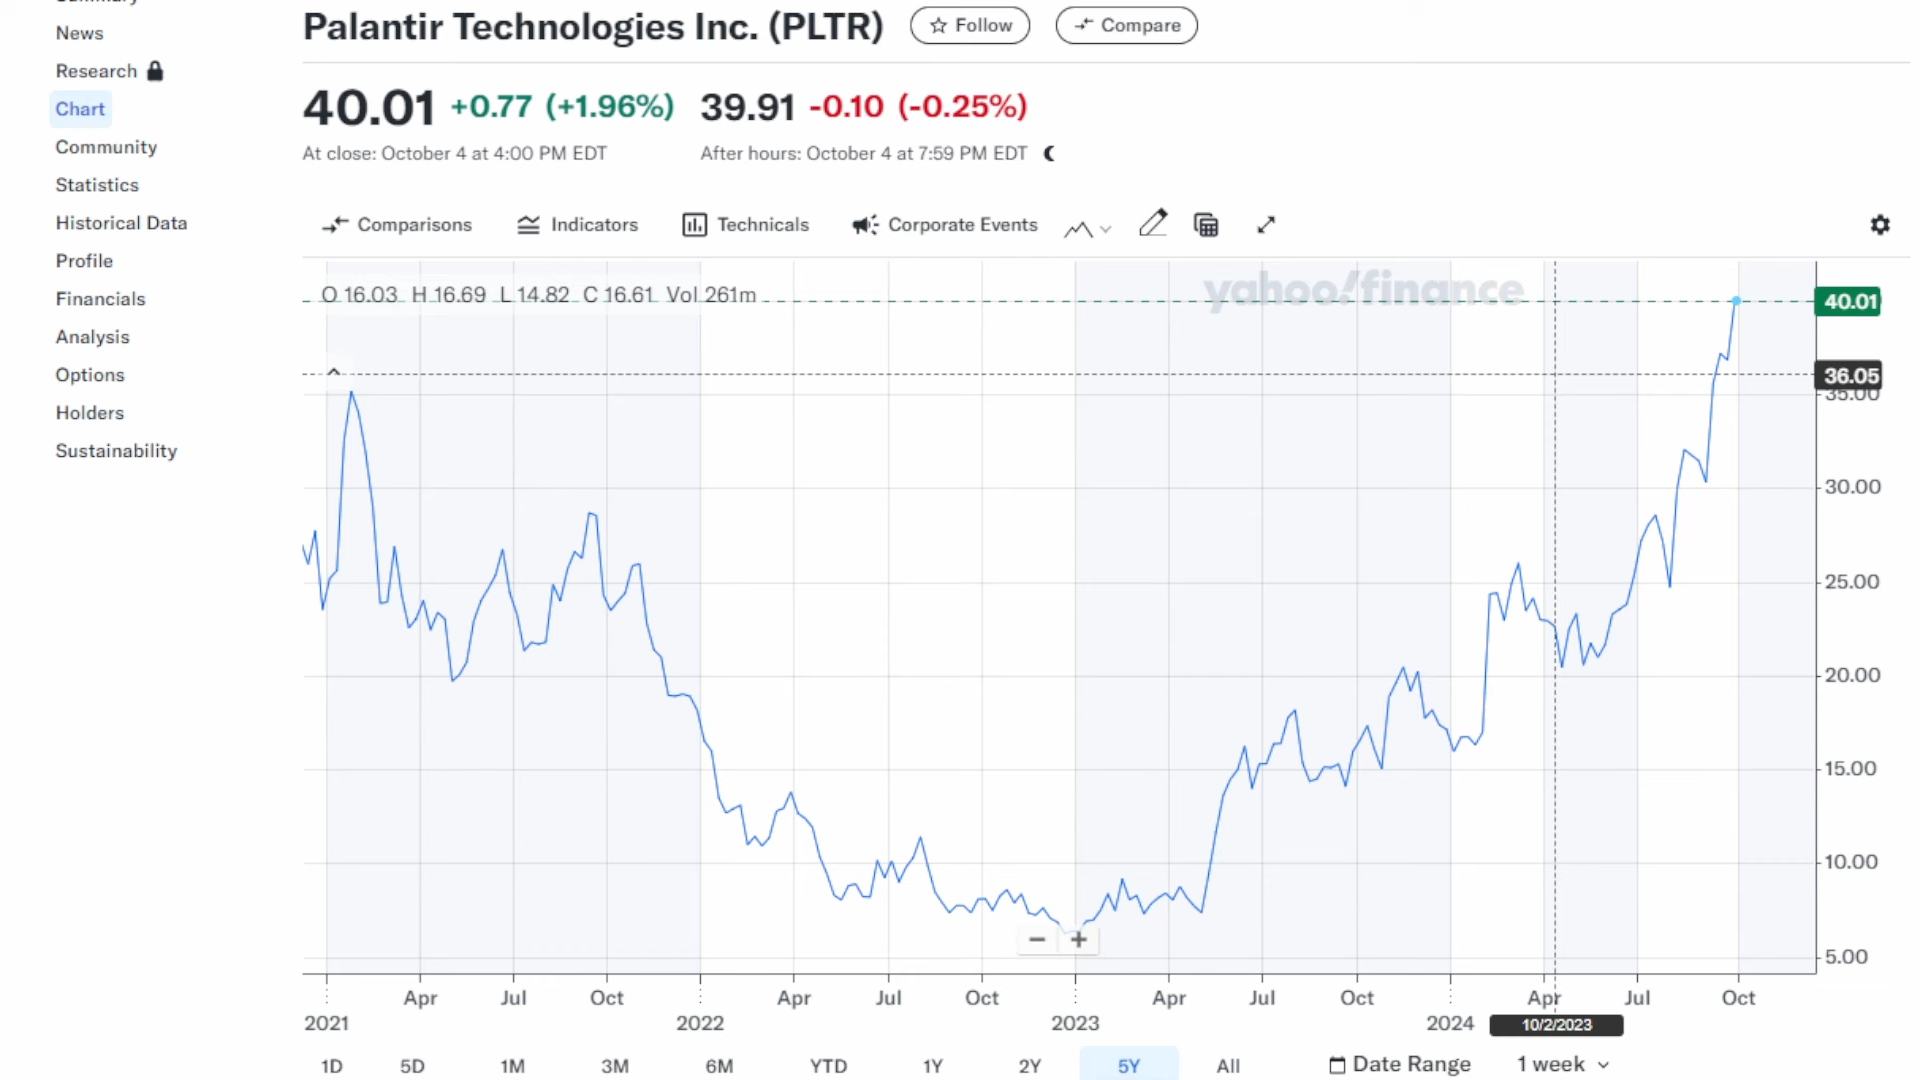 Summary
News
Research
Chart
Community
Statistics
Historical Data
Profile
Financials
Analysis
Options
Holders
Sustainability
Palantir Technologies Inc. (PLTR)
Follow
Compare
40.01 +0.77 (+1.96%) 39.91 -0.10 (-0.25%)
At close: October 4 at 4:00 PM EDT After hours: October 4 at 7:59 PM EDT
Comparisons Indicators Technicals Corporate Events
O 16.03 H 16.69 L 14.82 C 16.61 Vol 261m
yahoo!finance
40.01
36.05
35.00
30.00
25.00
20.00
15.00
10.00
5.00
Apr Jul Oct Apr Jul Oct Apr Jul Oct Apr Jul Oct
2021 2022 2023 2024 10/2/2023
1D 5D 1M 3M 6M YTD 1Y 2Y 5Y All Date Range 1 week